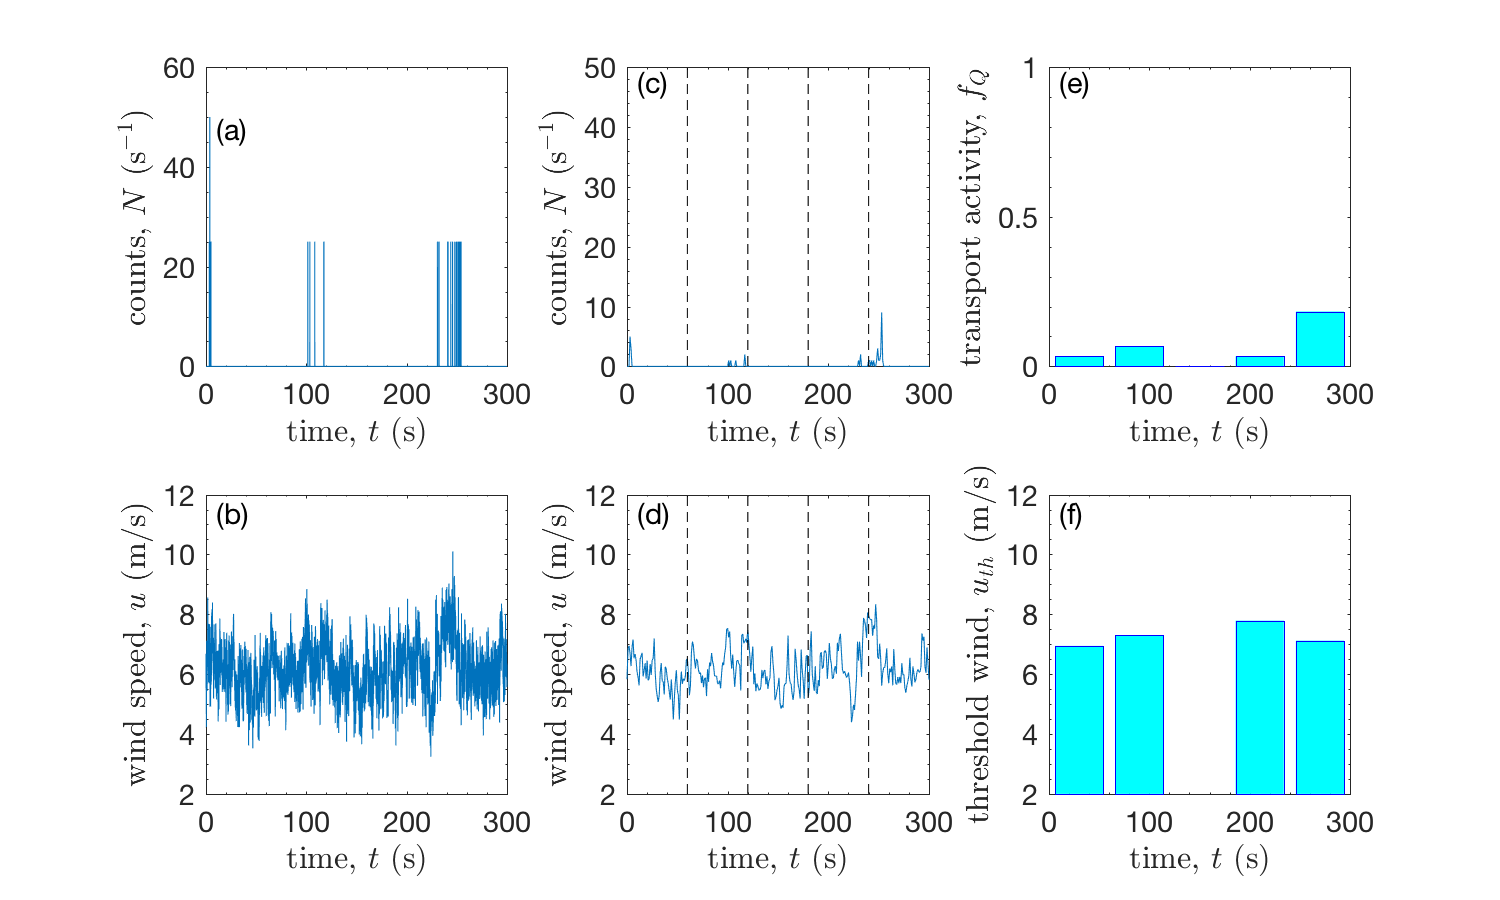 60
40
20
0
counts, N (s⁻¹)
(a)
0 100 200 300
time, t (s)
50
40
30
20
10
0
counts, N (s⁻¹)
(c)
0 100 200 300
time, t (s)
1
0.5
0
transport activity, f_Q
(e)
0 100 200 300
time, t (s)
12
10
8
6
4
2
wind speed, u (m/s)
(b)
0 100 200 300
time, t (s)
12
10
8
6
4
2
wind speed, u (m/s)
(d)
0 100 200 300
time, t (s)
12
10
8
6
4
2
threshold wind, u_th (m/s)
(f)
0 100 200 300
time, t (s)